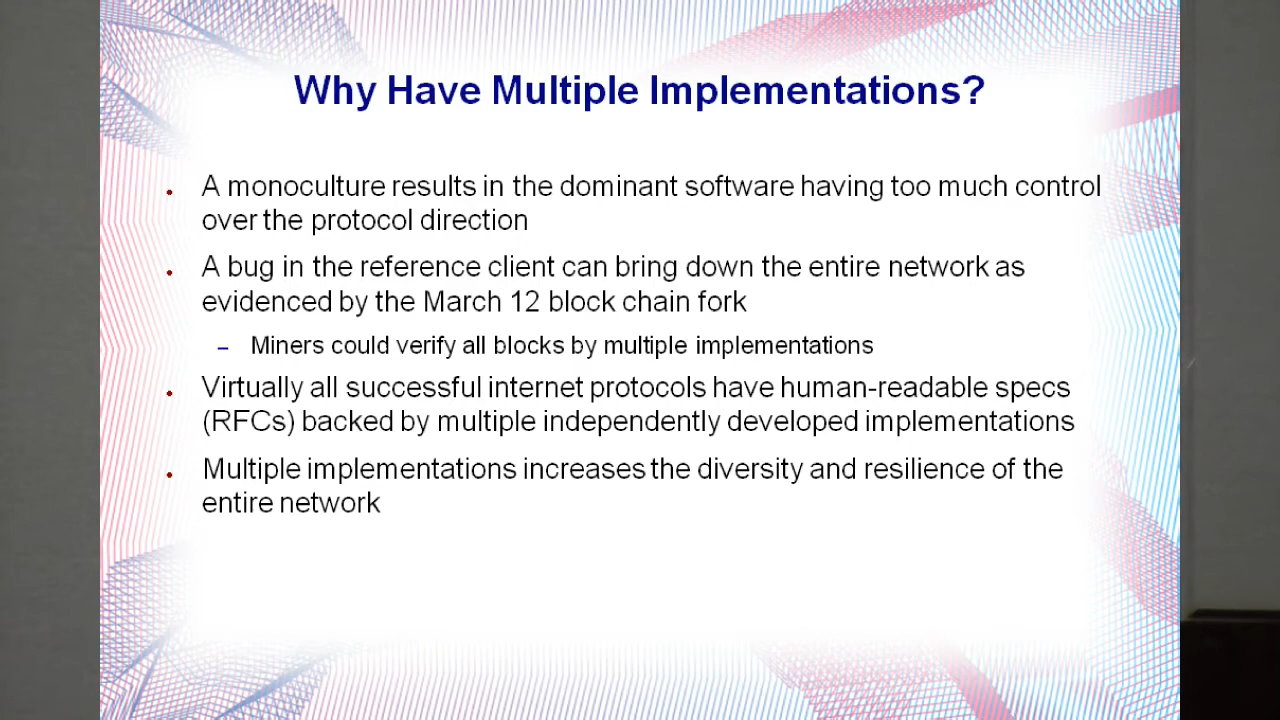 Why Have Multiple Implementations?
A monoculture results in the dominant software having too much control
over the protocol direction
A bug in the reference client can bring down the entire network as
evidenced by the March 12 block chain fork
– Miners could verify all blocks by multiple implementations
Virtually all successful internet protocols have human-readable specs
(RFCs) backed by multiple independently developed implementations
Multiple implementations increases the diversity and resilience of the
entire network